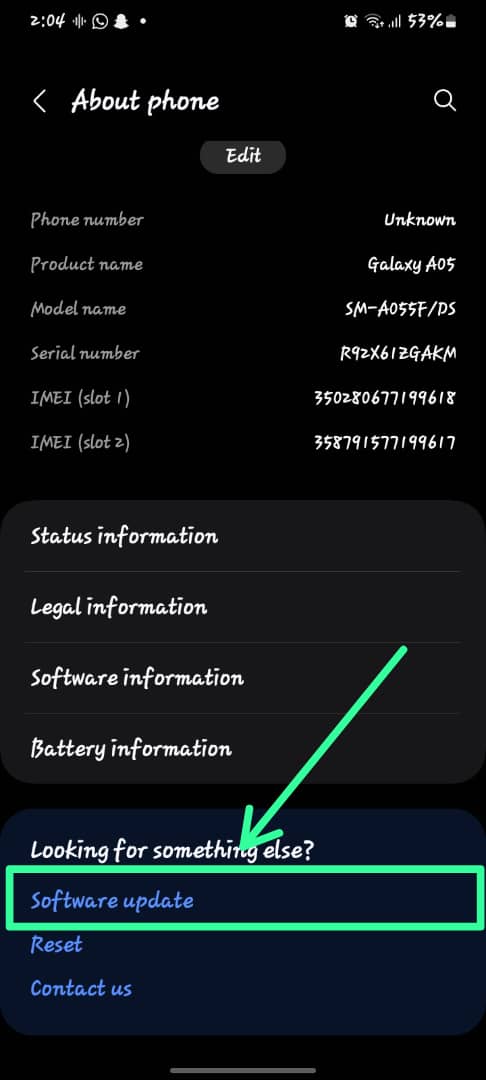 2:04 53%
About phone
Edit
Phone number Unknown
Product name Galaxy A05
Model name SM-A055F/DS
Serial number R92X61ZGAKM
IMEI (slot 1) 350280677199618
IMEI (slot 2) 358791577199617
Status information
Legal information
Software information
Battery information
Looking for something else?
Software update
Reset
Contact us